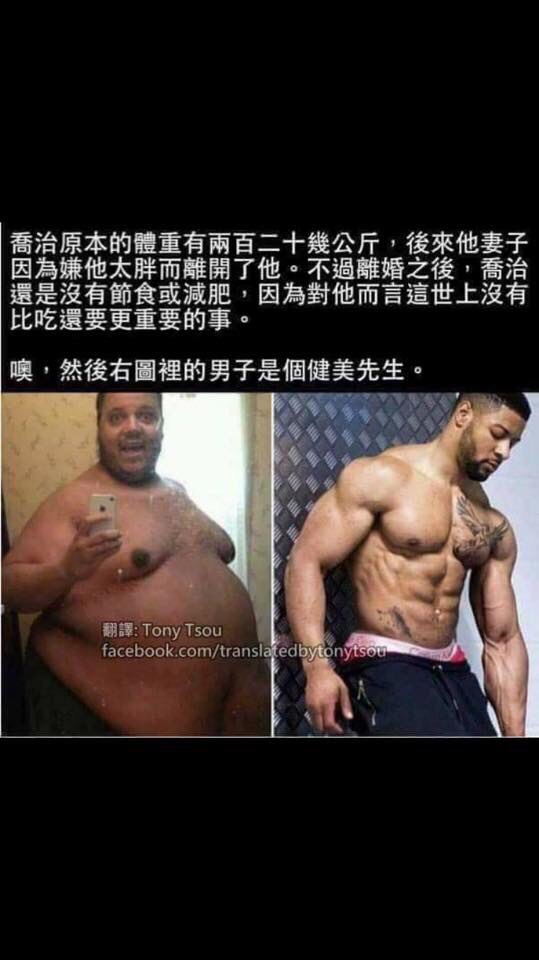 喬治原本的體重有兩百二十幾公斤，後來他妻子
因為嫌他太胖而離開了他。不過離婚之後，喬治
還是沒有節食或減肥，因為對他而言這世上沒有
比吃還要更重要的事。
噢，然後右圖裡的男子是個健美先生。
翻譯: Tony Tsou
facebook.com/translatedbytonytsou